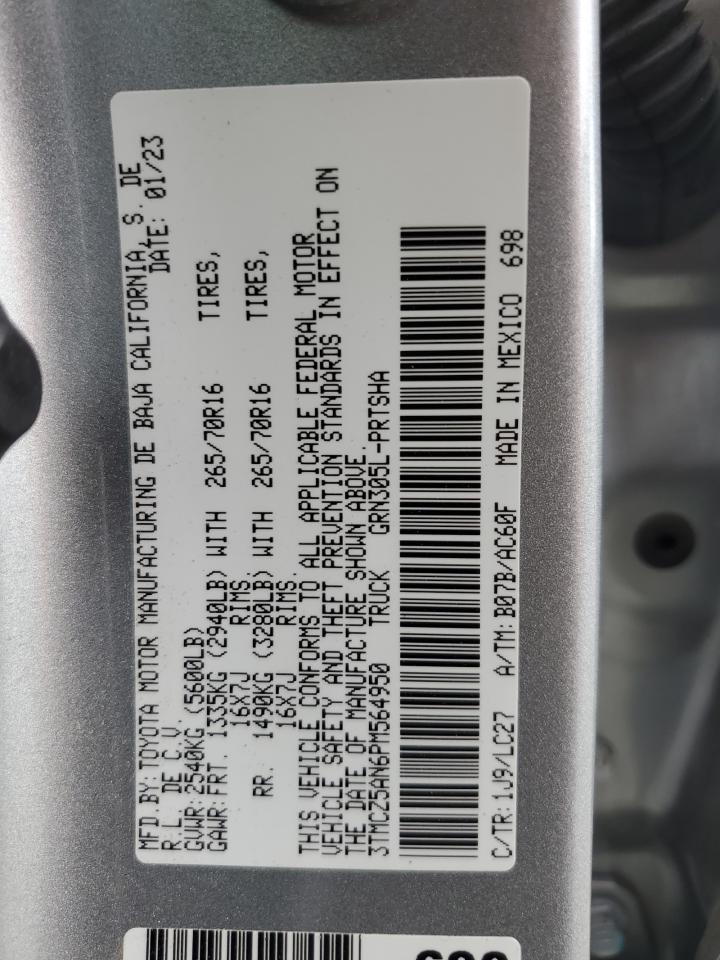 MFD.BY:TOYOTA MOTOR MANUFACTURING DE BAJA CALIFORNIA, S. DE
R.L. DE C.V. DATE: 01/23
GVWR:2540KG (5600LB)
GAWR:FRT. 1335KG (2940LB) WITH 265/70R16 TIRES,
16X7J RIMS.
RR. 1490KG (3280LB) WITH 265/70R16 TIRES,
16X7J RIMS.
THIS VEHICLE CONFORMS TO ALL APPLICABLE FEDERAL MOTOR
VEHICLE SAFETY AND THEFT PREVENTION STANDARDS IN EFFECT ON
THE DATE OF MANUFACTURE SHOWN ABOVE.
3TMCZ5AN6PM564950 TRUCK GRN305L-PRTSHA
C/TR:1J9/LC27 A/TM:B07B/AC60F MADE IN MEXICO 698